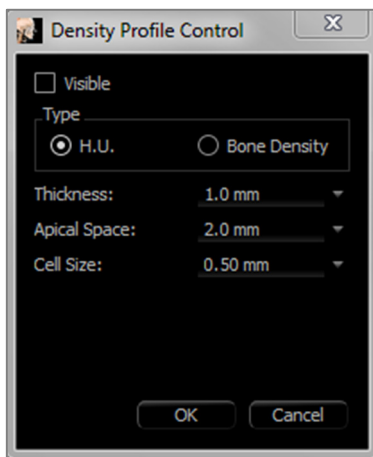 Density Profile Control
Visible
Type
H.U. Bone Density
Thickness: 1.0 mm
Apical Space: 2.0 mm
Cell Size: 0.50 mm
OK Cancel